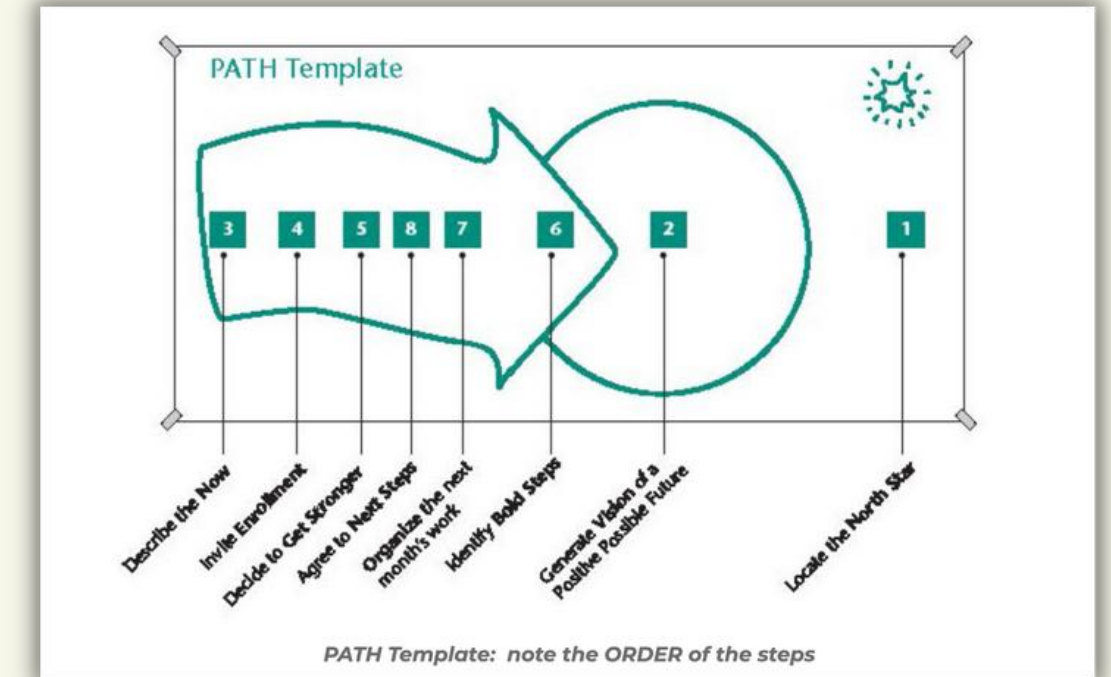 PATH Template
3 4 5 8 7 6 2 1
Describe the Now
Invite Enrollment
Decide to Get Stronger
Agree to Next Steps
Organize the next
month's work
Identify Bold Steps
Generate Vision of a
Positive Possible Future
Locate the North Star
PATH Template: note the ORDER of the steps